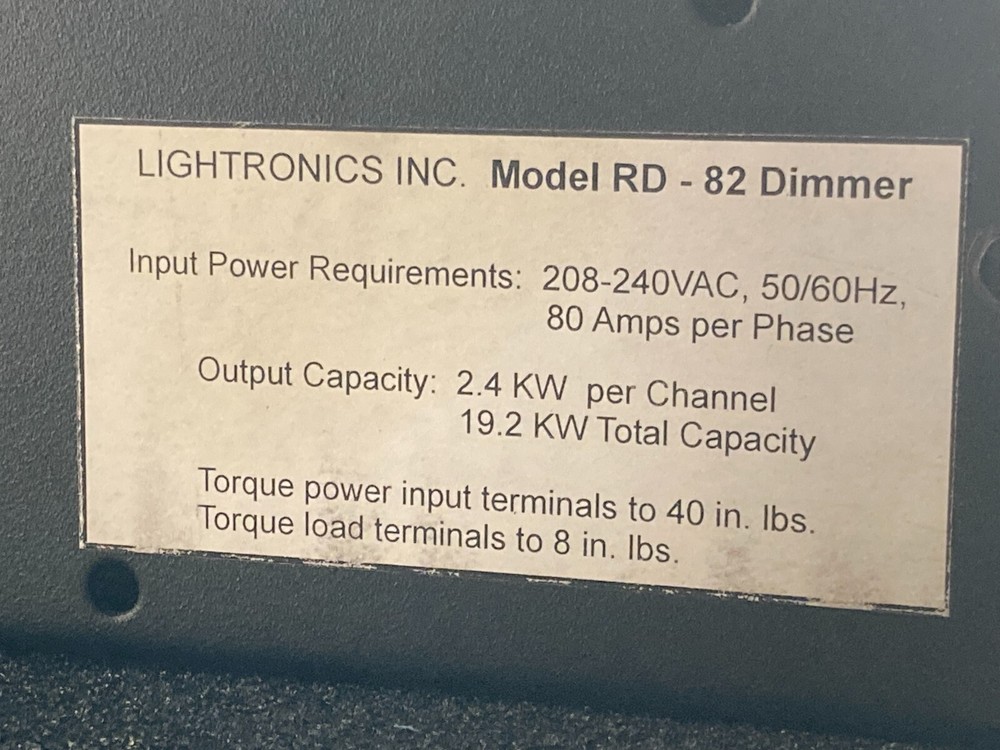 LIGHTRONICS INC. Model RD - 82 Dimmer
Input Power Requirements: 208-240VAC, 50/60Hz,
80 Amps per Phase
Output Capacity: 2.4 KW per Channel
19.2 KW Total Capacity
Torque power input terminals to 40 in. lbs.
Torque load terminals to 8 in. lbs.